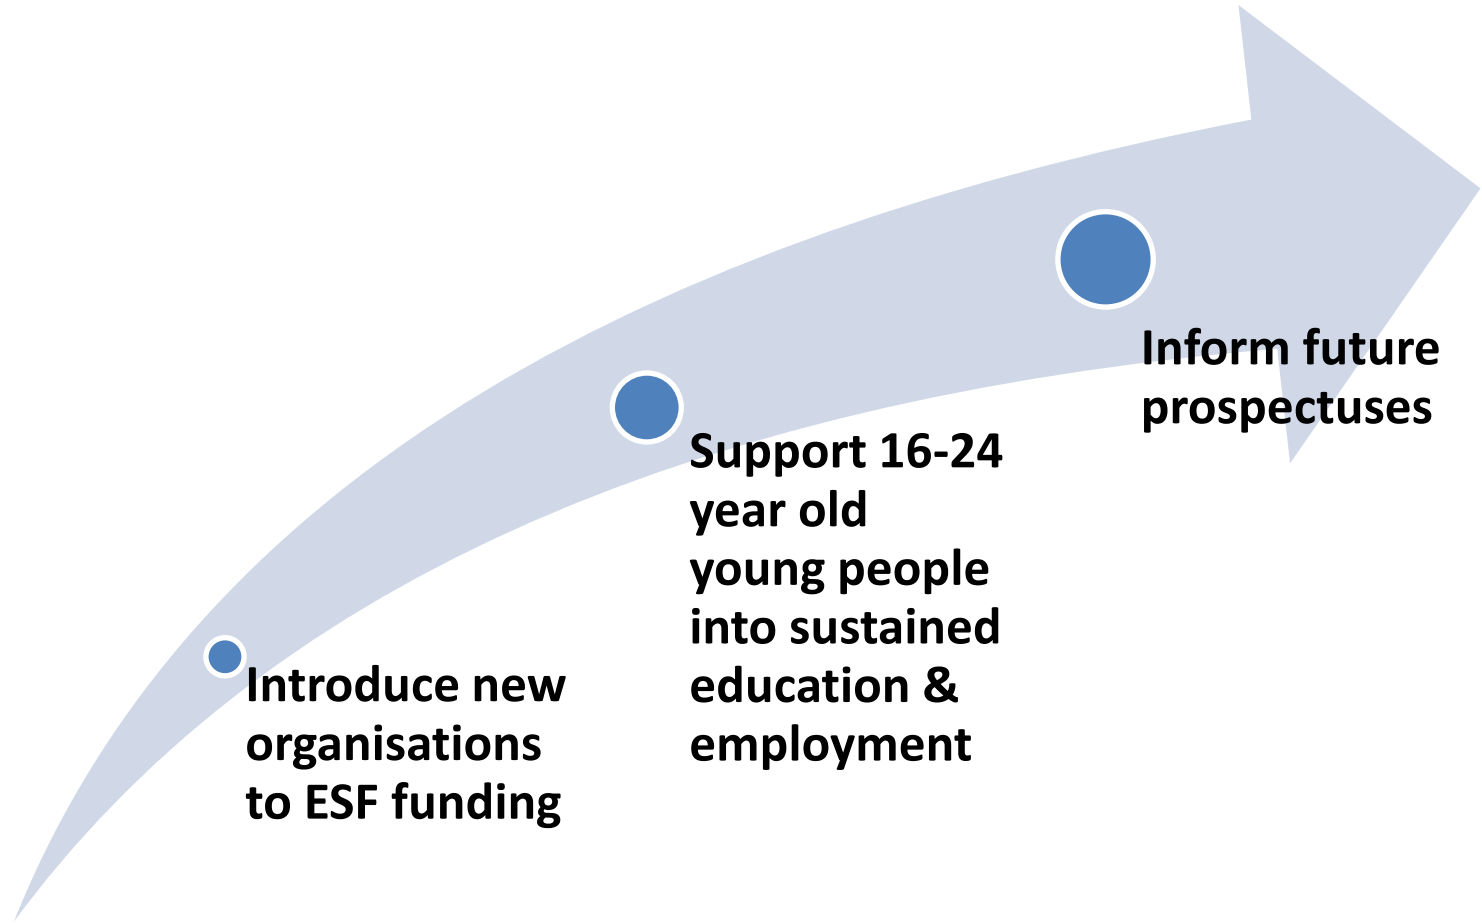 Introduce new
organisations
to ESF funding
Support 16-24
year old
young people
into sustained
education &
employment
Inform future
prospectuses